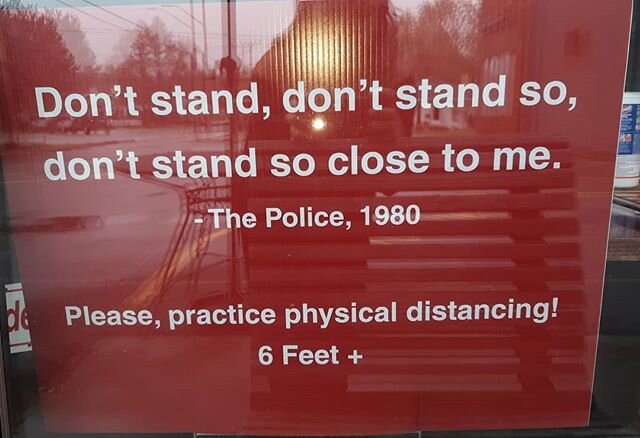 Don't stand, don't stand so,
don't stand so close to me.
- The Police, 1980
Please, practice physical distancing!
6 Feet +
de